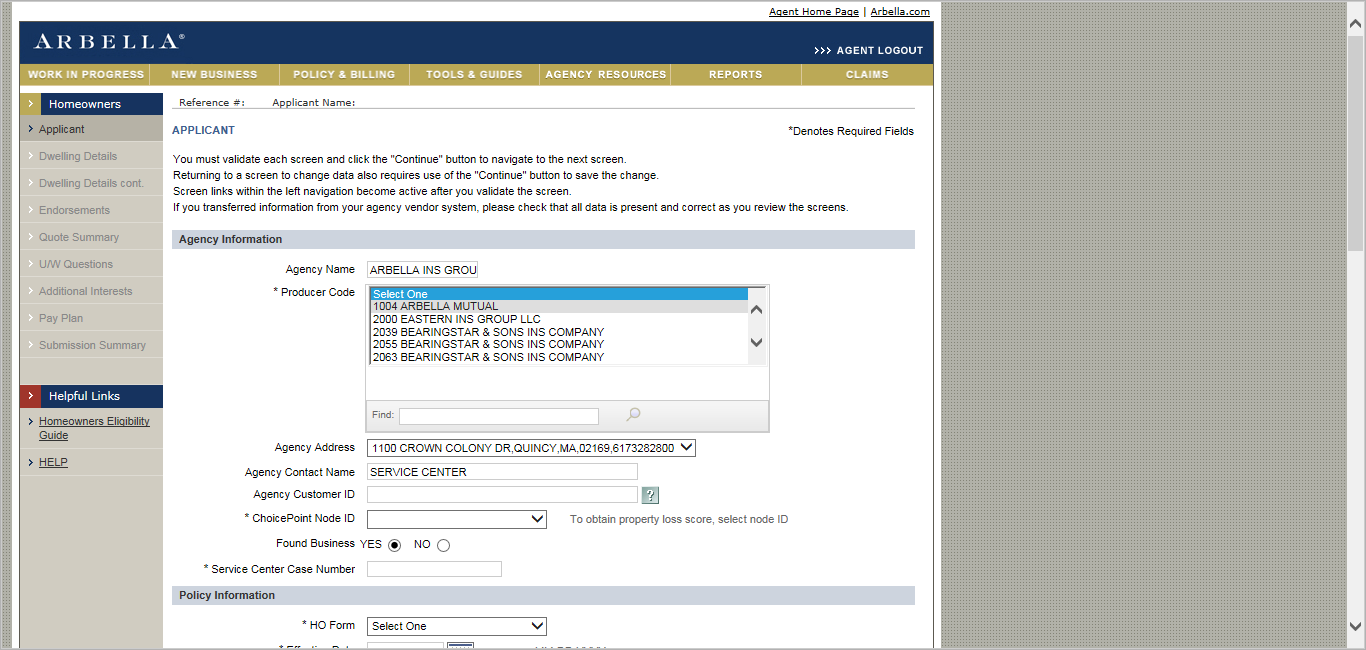 Agent Home Page | Arbella.com
ARBELLA®
>>> AGENT LOGOUT
WORK IN PROGRESS NEW BUSINESS POLICY & BILLING TOOLS & GUIDES AGENCY RESOURCES REPORTS CLAIMS
Homeowners
Applicant
Dwelling Details
Dwelling Details cont.
Endorsements
Quote Summary
U/W Questions
Additional Interests
Pay Plan
Submission Summary
Helpful Links
Homeowners Eligibility
Guide
HELP
Reference #: Applicant Name:
APPLICANT
*Denotes Required Fields
You must validate each screen and click the "Continue" button to navigate to the next screen.
Returning to a screen to change data also requires use of the "Continue" button to save the change.
Screen links within the left navigation become active after you validate the screen.
If you transferred information from your agency vendor system, please check that all data is present and correct as you review the screens.
Agency Information
Agency Name ARBELLA INS GROU
* Producer Code
Select One
1004 ARBELLA MUTUAL
2000 EASTERN INS GROUP LLC
2039 BEARINGSTAR & SONS INS COMPANY
2055 BEARINGSTAR & SONS INS COMPANY
2063 BEARINGSTAR & SONS INS COMPANY
Find:
Agency Address 1100 CROWN COLONY DR,QUINCY,MA,02169,6173282800
Agency Contact Name SERVICE CENTER
Agency Customer ID ?
* ChoicePoint Node ID To obtain property loss score, select node ID
Found Business YES NO
* Service Center Case Number
Policy Information
* HO Form Select One